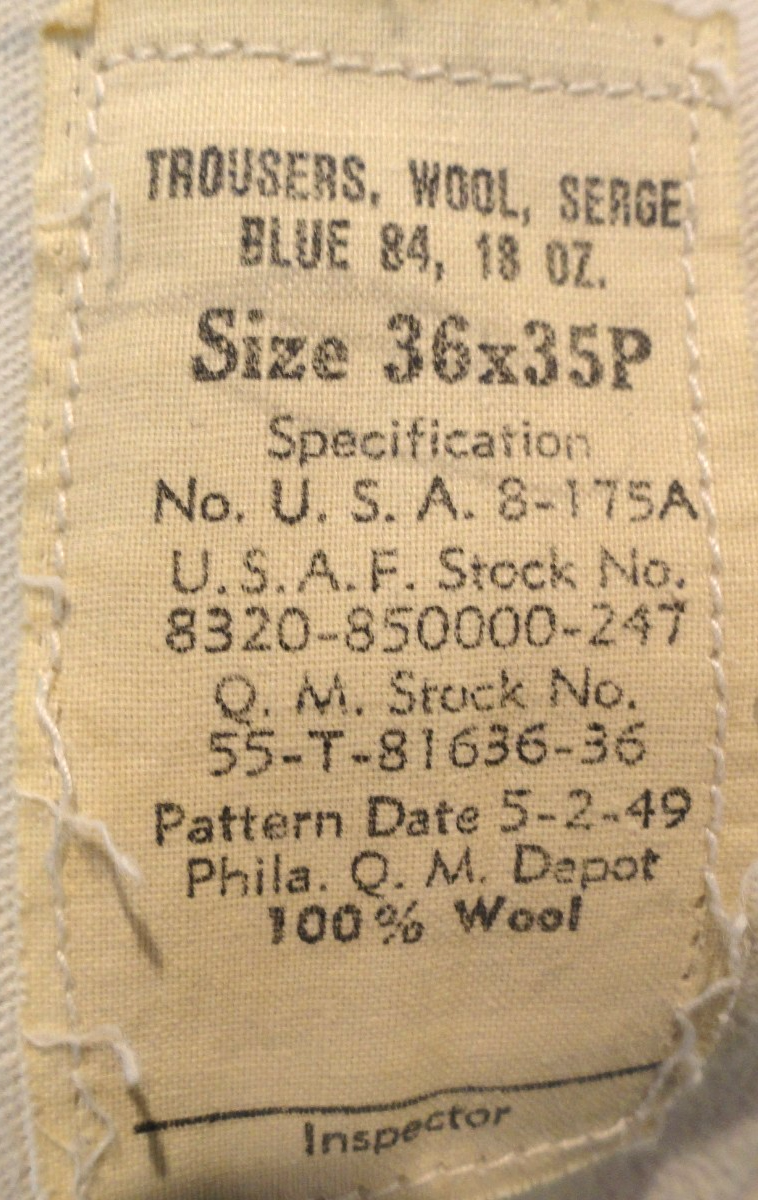 TROUSERS, WOOL, SERGE
BLUE 84, 18 OZ.
Size 36x35P
Specification
No. U. S. A. 8-175A
U.S.A.F. Stock No.
8320-850000-247
Q. M. Stock No.
55-T-81636-36
Pattern Date 5-2-49
Phila. Q. M. Depot
100% Wool
Inspector